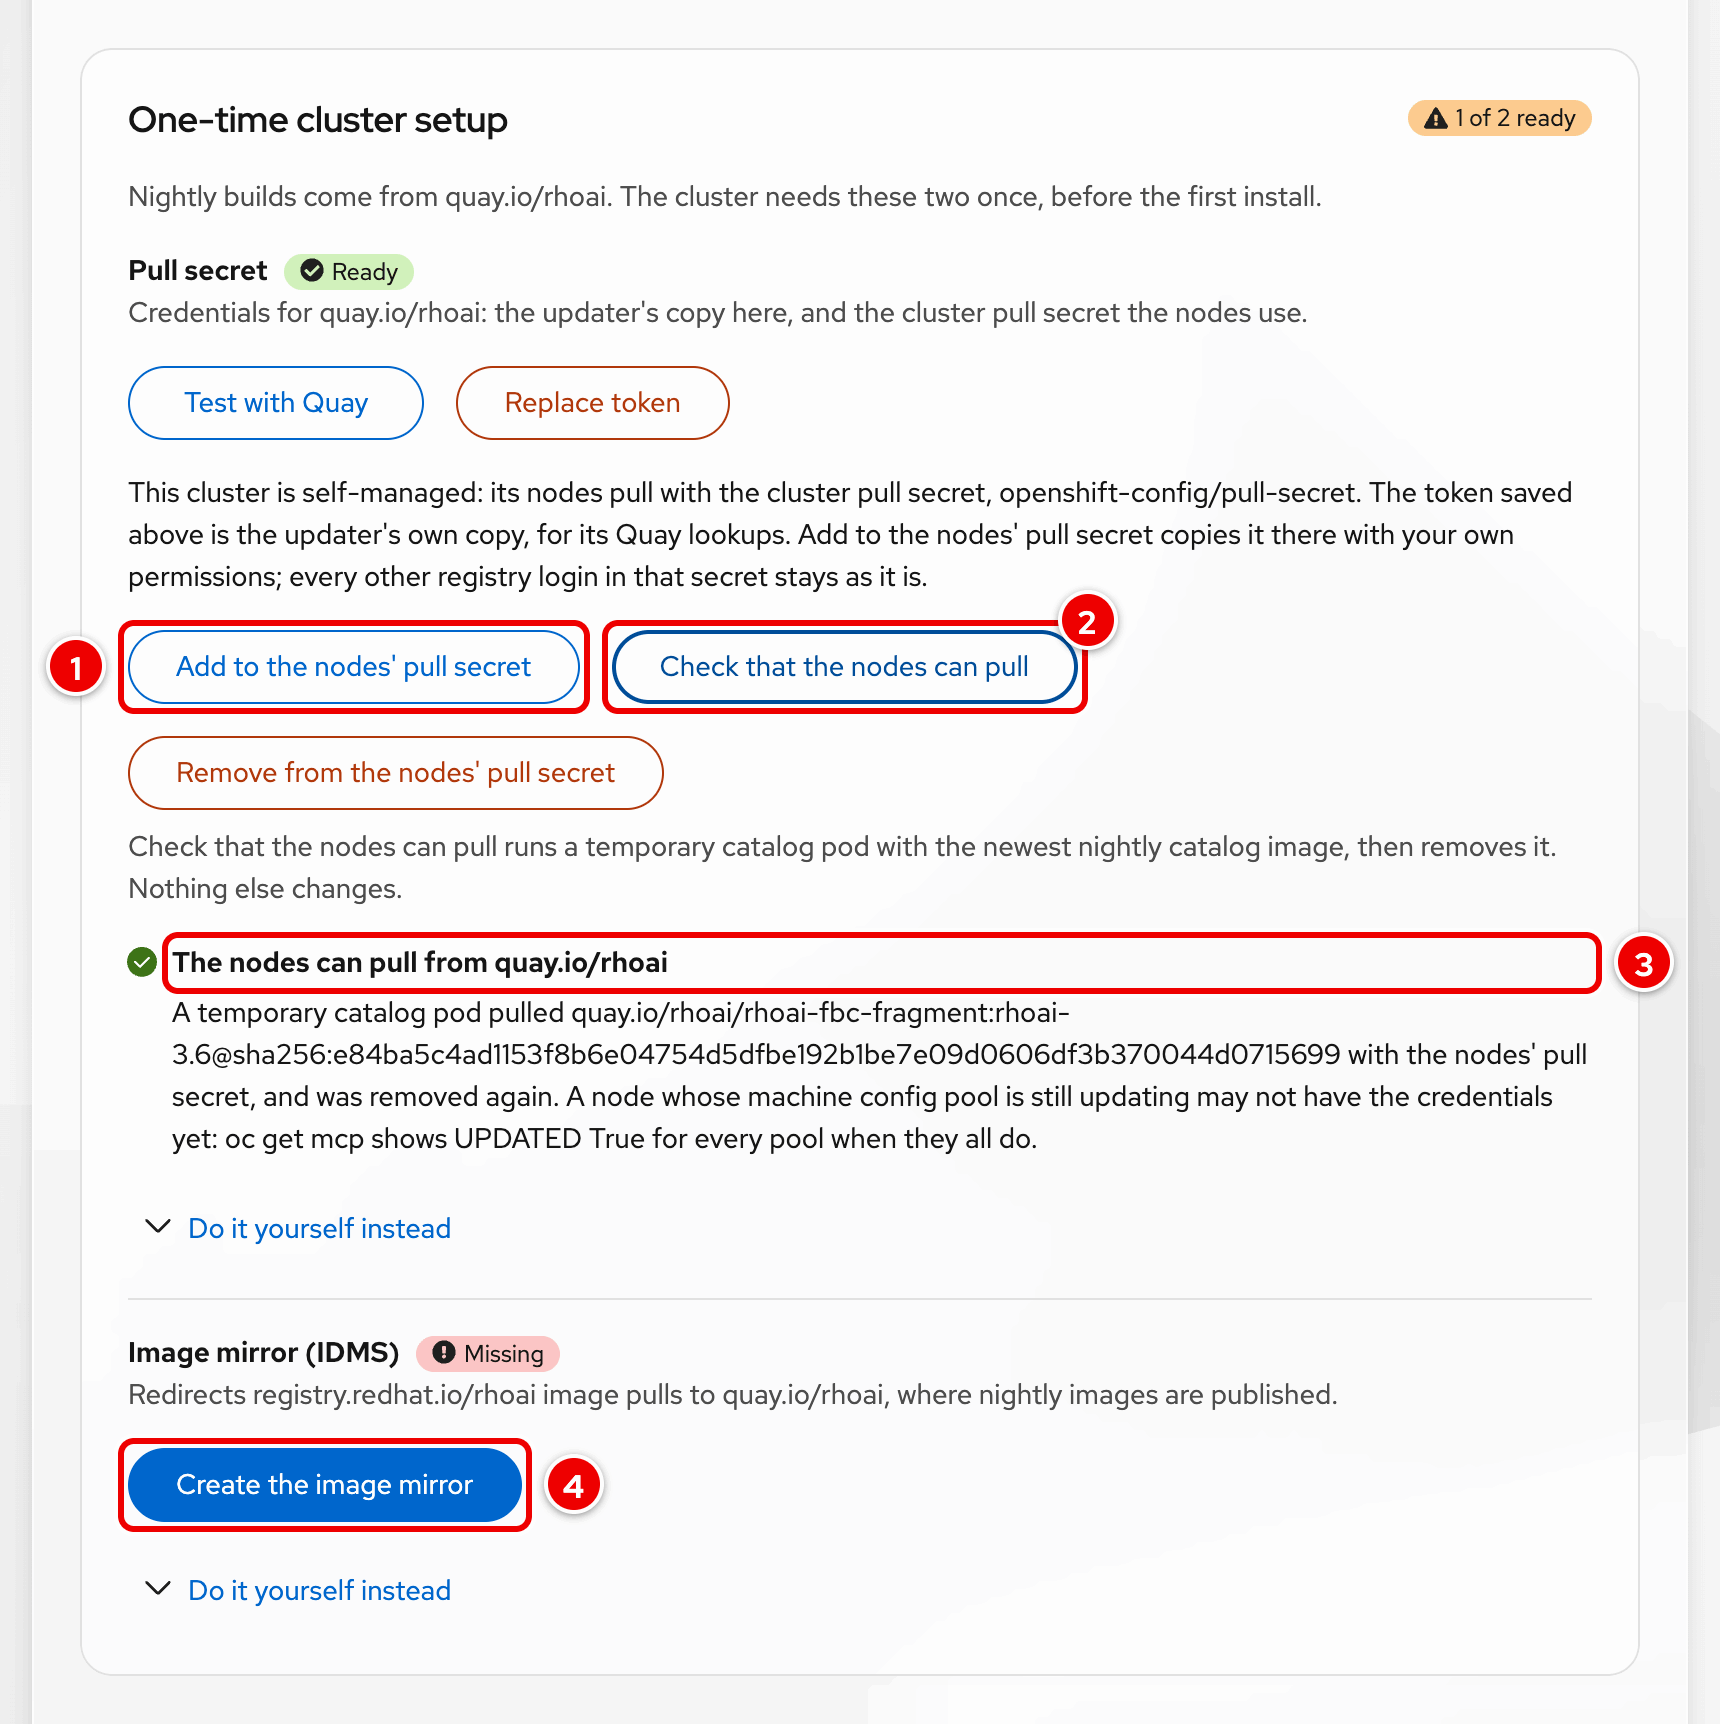 One-time cluster setup
1 of 2 ready
Nightly builds come from quay.io/rhoai. The cluster needs these two once, before the first install.
Pull secret
Ready
Credentials for quay.io/rhoai: the updater's copy here, and the cluster pull secret the nodes use.
Test with Quay
Replace token
This cluster is self-managed: its nodes pull with the cluster pull secret, openshift-config/pull-secret. The token saved
above is the updater's own copy, for its Quay lookups. Add to the nodes' pull secret copies it there with your own
permissions; every other registry login in that secret stays as it is.
1
Add to the nodes' pull secret
Check that the nodes can pull
2
Remove from the nodes' pull secret
Check that the nodes can pull runs a temporary catalog pod with the newest nightly catalog image, then removes it.
Nothing else changes.
The nodes can pull from quay.io/rhoai
3
A temporary catalog pod pulled quay.io/rhoai/rhoai-fbc-fragment:rhoai-
3.6@sha256:e84ba5c4ad1153f8b6e04754d5dfbe192b1be7e09d0606df3b370044d0715699 with the nodes' pull
secret, and was removed again. A node whose machine config pool is still updating may not have the credentials
yet: oc get mcp shows UPDATED True for every pool when they all do.
Do it yourself instead
Image mirror (IDMS)
Missing
Redirects registry.redhat.io/rhoai image pulls to quay.io/rhoai, where nightly images are published.
Create the image mirror
4
Do it yourself instead